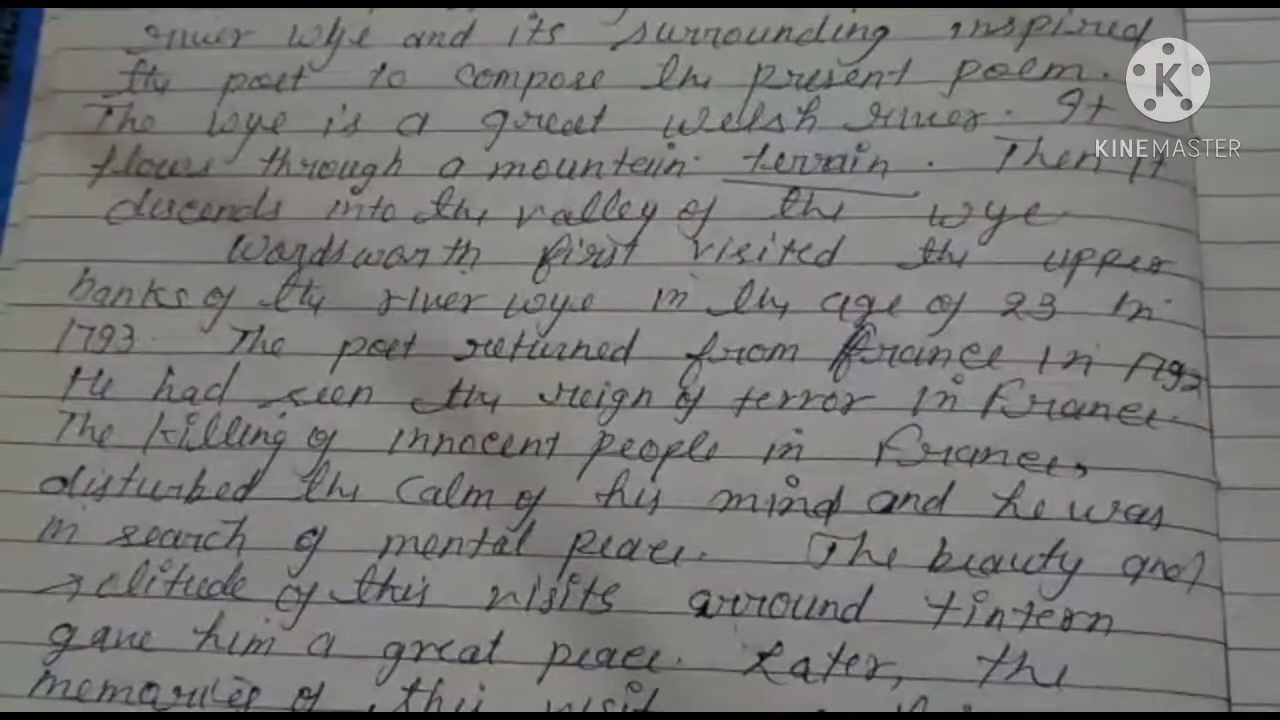 river wye and its surrounding inspired
the poet to compose the present poem.
The wye is a great welsh river. It
KINEMASTER
flows through a mountain terrain. Then it
descends into the valley of the wye
Wordsworth first visited the upper
banks of the river wye in the age of 23 in
1793. The poet returned from France in 1792
He had seen the reign of terror in France.
The killing of innocent people in France,
disturbed the calm of his mind and he was
in search of mental peace. The beauty and
of this visits arround tintern
gave him a great peace. Later, the
memories of this visit